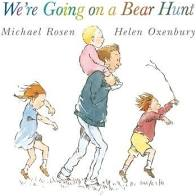 We're Going on a Bear Hunt
Michael Rosen Helen Oxenbury